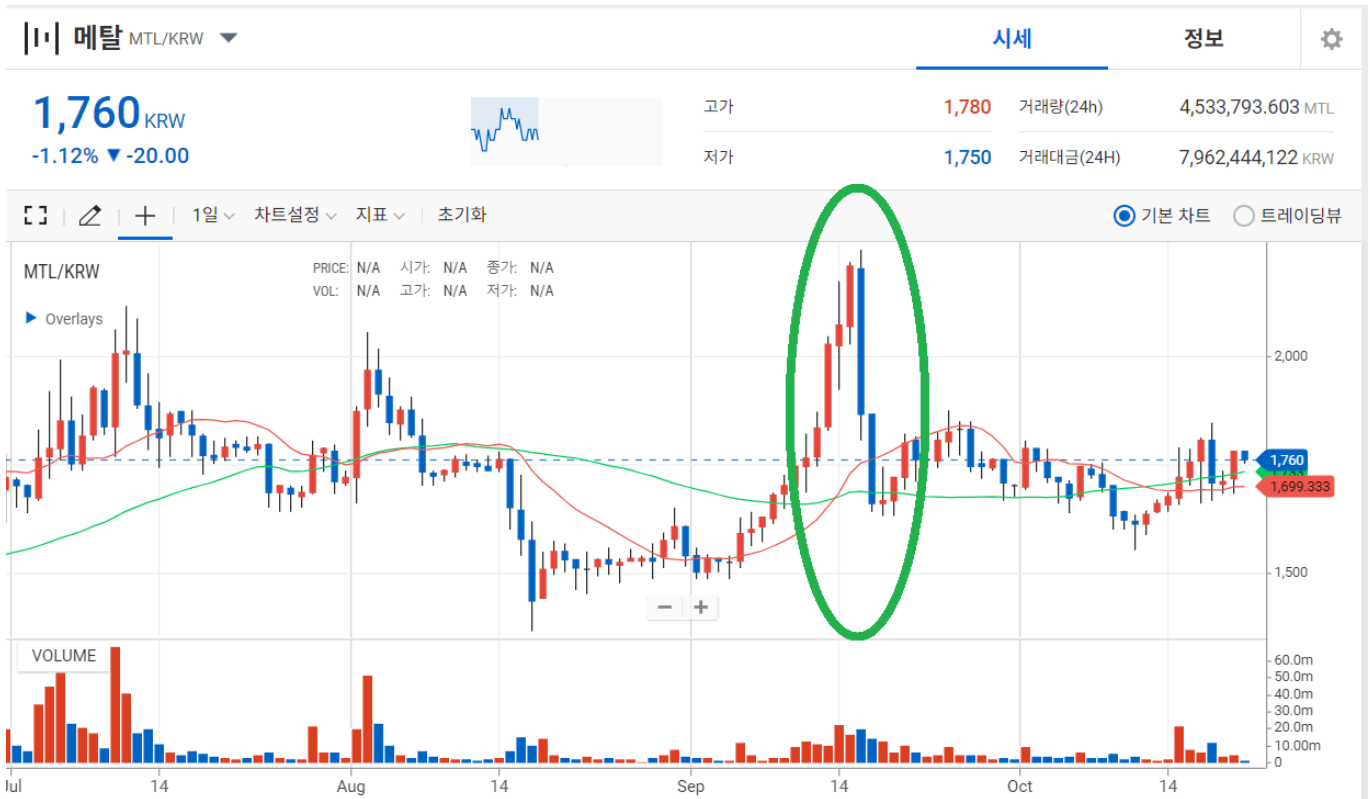 메탈 MTL/KRW
시세 정보
1,760 KRW
-1.12% ▼ -20.00
고가 1,780 거래량(24h) 4,533,793.603 MTL
저가 1,750 거래대금(24H) 7,962,444,122 KRW
1일 차트설정 지표 초기화 기본 차트 트레이딩뷰
MTL/KRW
PRICE: N/A 시가: N/A 종가: N/A
VOL: N/A 고가: N/A 저가: N/A
Overlays
2,000
1,760
1,699.333
1,500
VOLUME
60.0m
50.0m
40.0m
30.0m
20.0m
10.00m
0
Jul 14 Aug 14 Sep 14 Oct 14